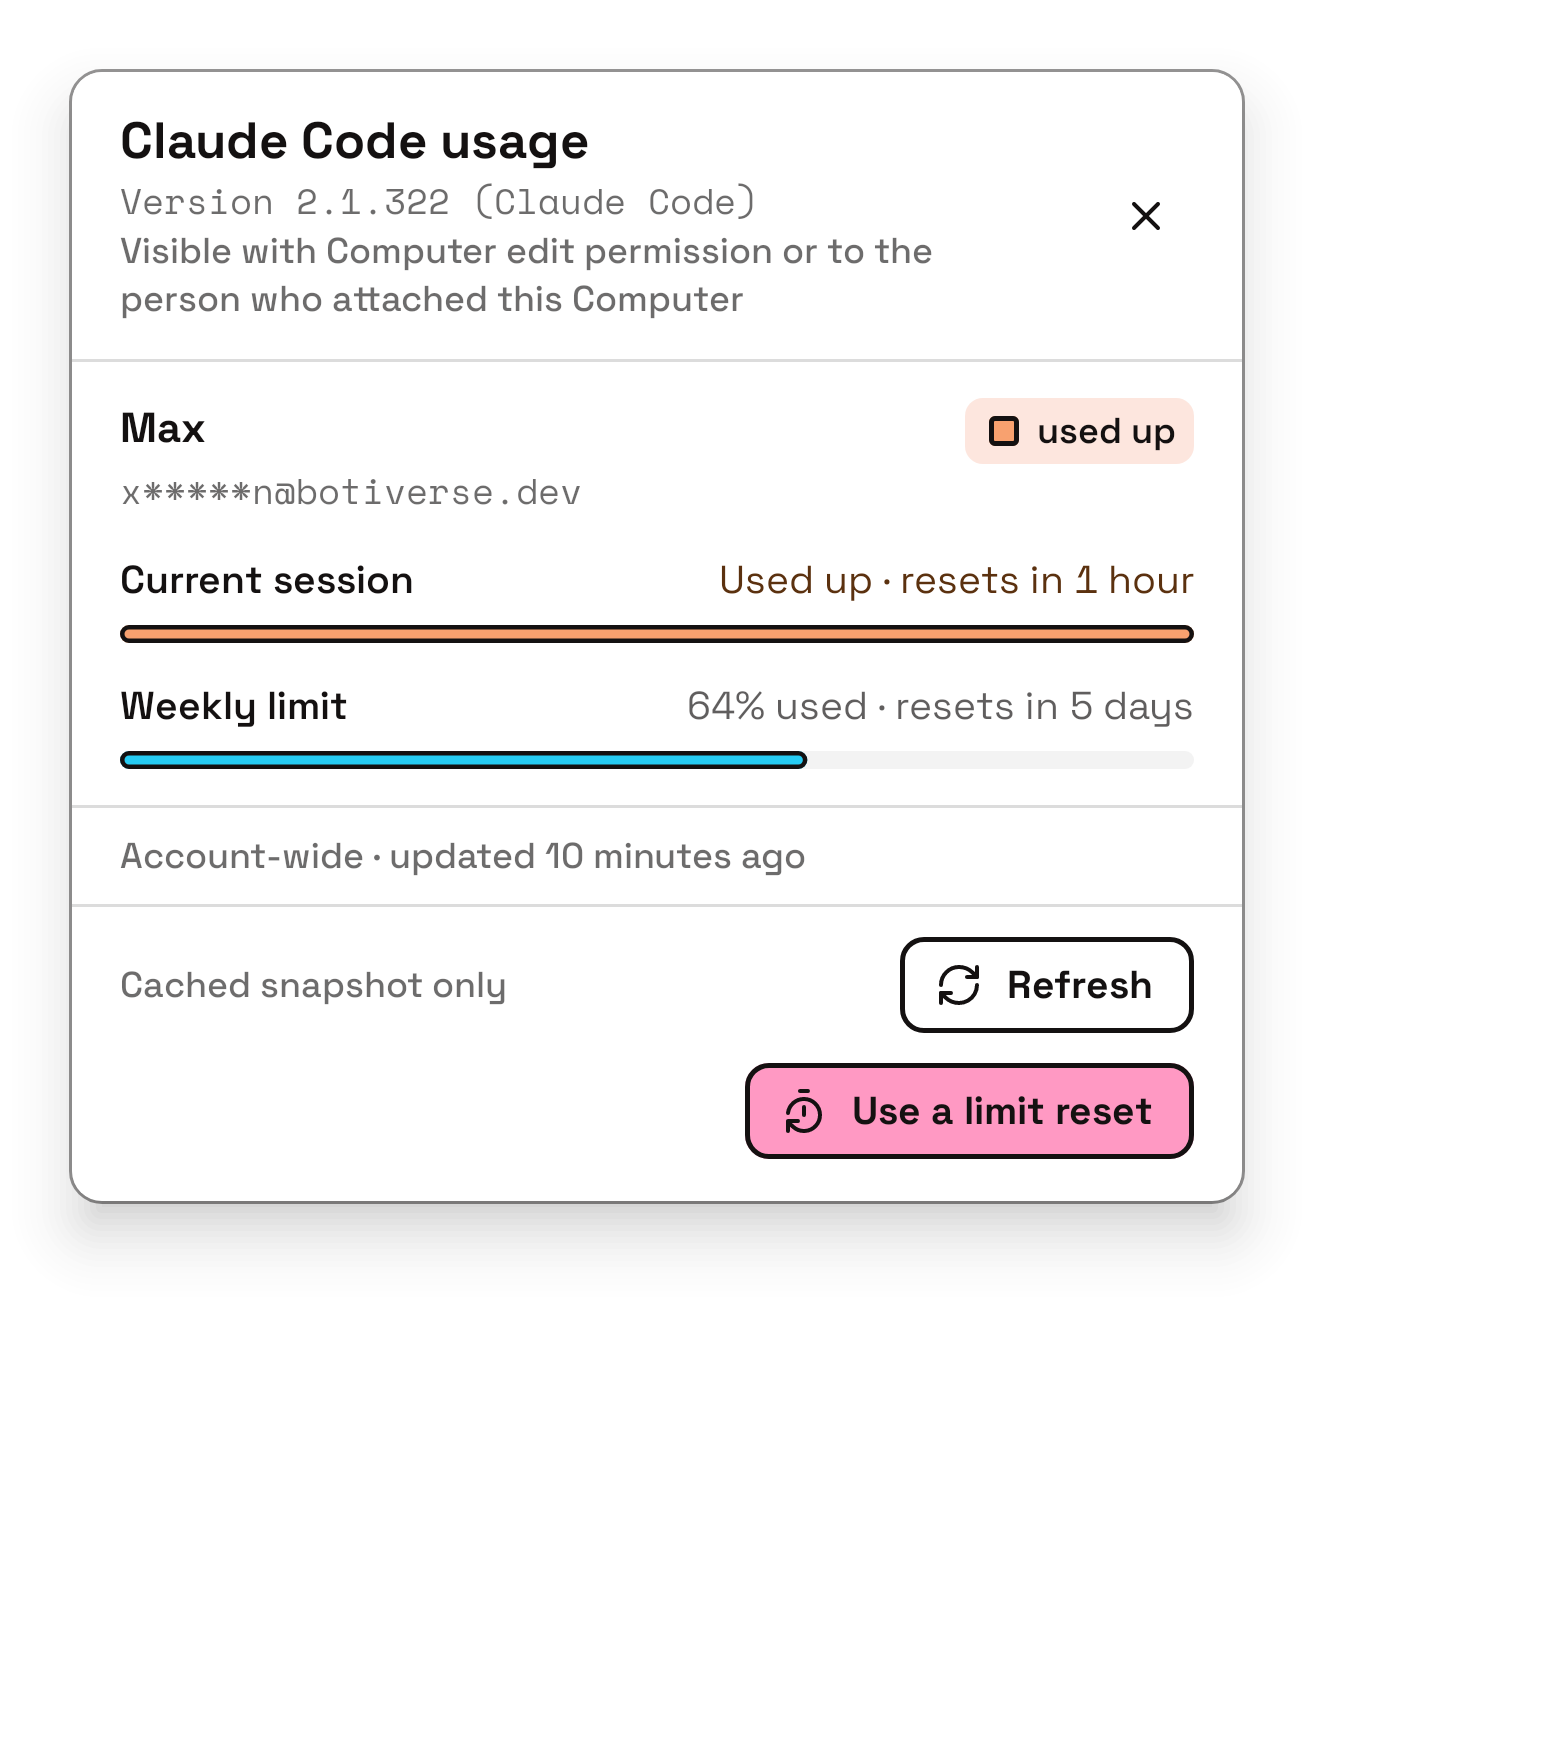 Claude Code usage
Version 2.1.322 (Claude Code)
Visible with Computer edit permission or to the
person who attached this Computer
Max
used up
x*****n@botiverse.dev
Current session
Used up · resets in 1 hour
Weekly limit
64% used · resets in 5 days
Account-wide · updated 10 minutes ago
Cached snapshot only
Refresh
Use a limit reset